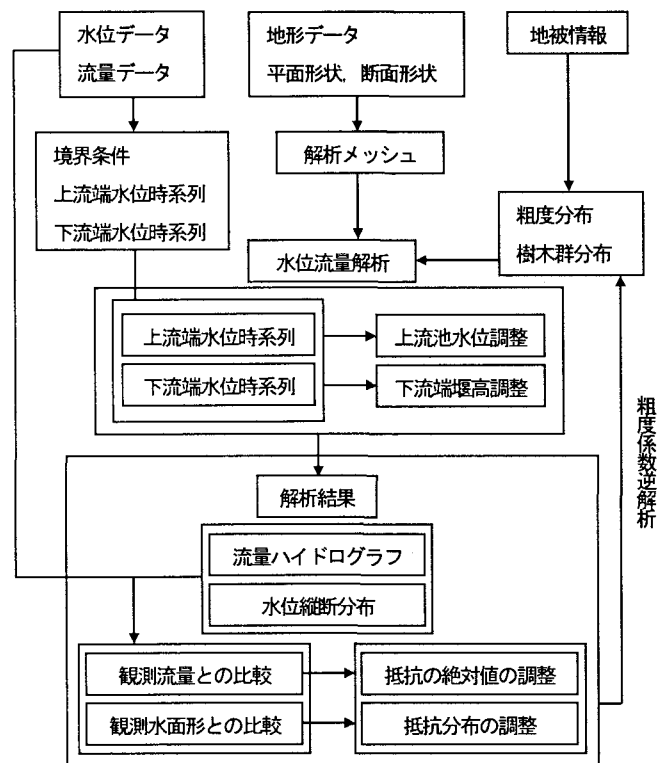 水位データ
流量データ
地形データ
平面形状，断面形状
地被情報
境界条件
上流端水位時系列
下流端水位時系列
解析メッシュ
粗度分布
樹木群分布
水位流量解析
上流端水位時系列
上流池水位調整
下流端水位時系列
下流端堰高調整
粗度係数逆解析
解析結果
流量ハイドログラフ
水位縦断分布
観測流量との比較
抵抗の絶対値の調整
観測水面形との比較
抵抗分布の調整